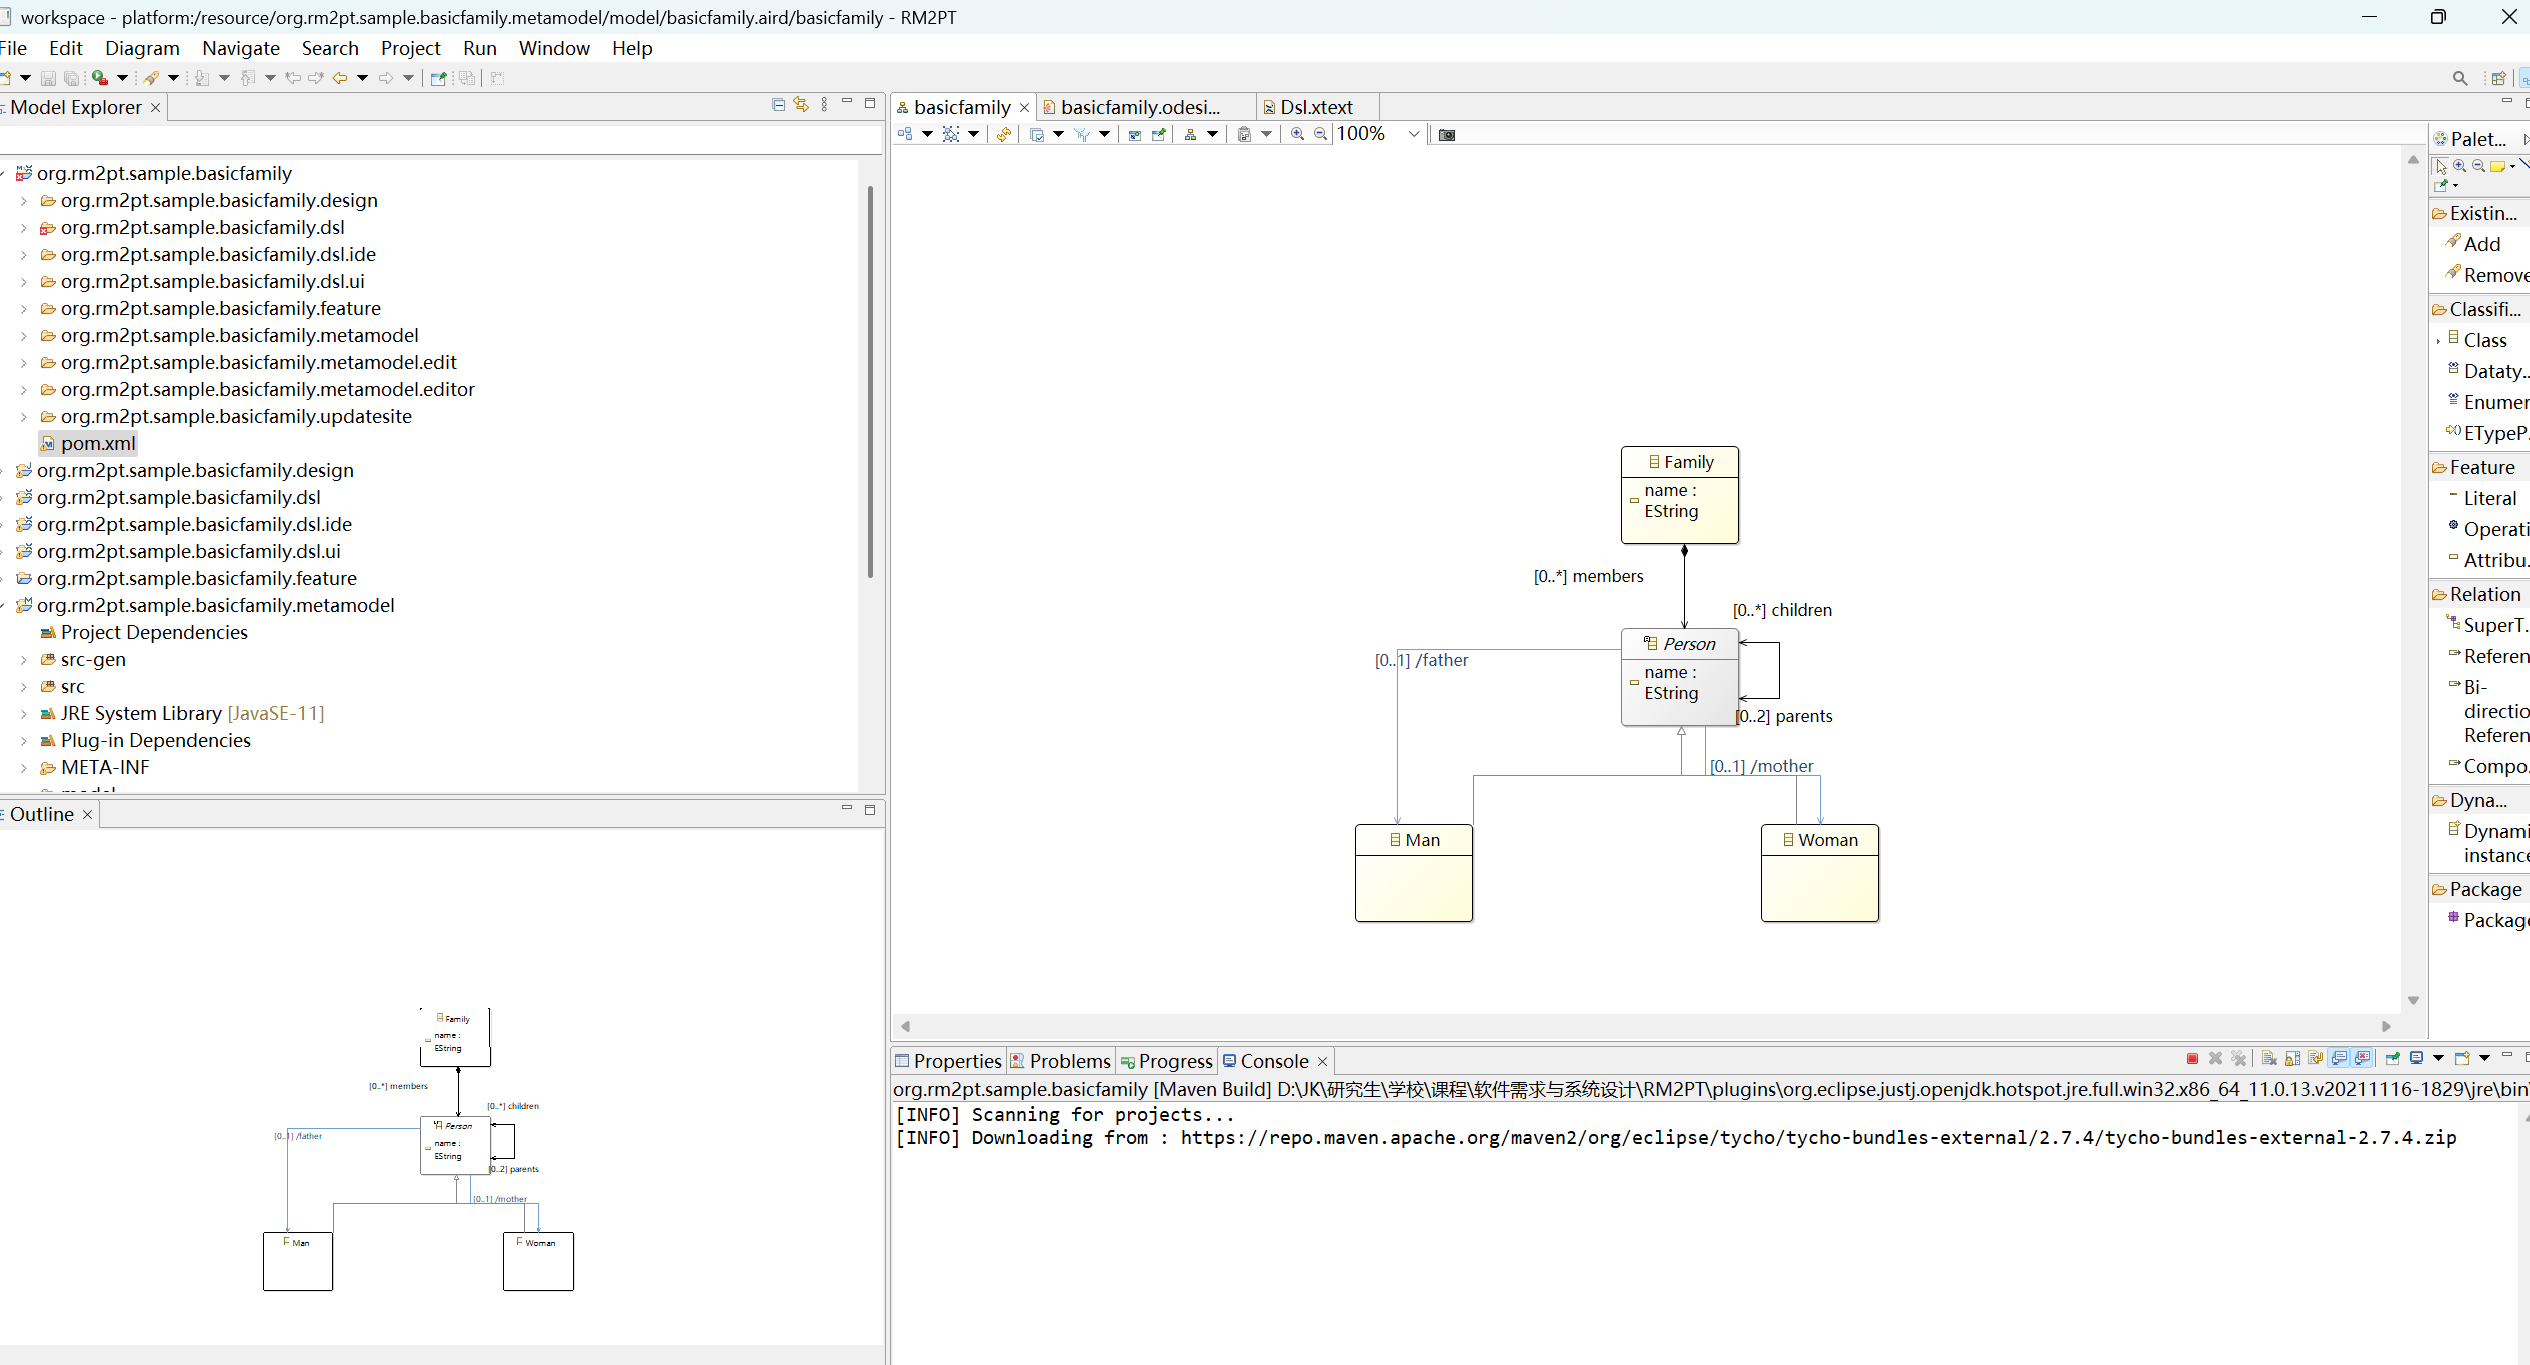 workspace - platform:/resource/org.rm2pt.sample.basicfamily.metamodel/model/basicfamily.aird/basicfamily - RM2PT
File Edit Diagram Navigate Search Project Run Window Help
Model Explorer
org.rm2pt.sample.basicfamily
org.rm2pt.sample.basicfamily.design
org.rm2pt.sample.basicfamily.dsl
org.rm2pt.sample.basicfamily.dsl.ide
org.rm2pt.sample.basicfamily.dsl.ui
org.rm2pt.sample.basicfamily.feature
org.rm2pt.sample.basicfamily.metamodel
org.rm2pt.sample.basicfamily.metamodel.edit
org.rm2pt.sample.basicfamily.metamodel.editor
org.rm2pt.sample.basicfamily.updatesite
pom.xml
org.rm2pt.sample.basicfamily.design
org.rm2pt.sample.basicfamily.dsl
org.rm2pt.sample.basicfamily.dsl.ide
org.rm2pt.sample.basicfamily.dsl.ui
org.rm2pt.sample.basicfamily.feature
org.rm2pt.sample.basicfamily.metamodel
Project Dependencies
src-gen
src
JRE System Library [JavaSE-11]
Plug-in Dependencies
META-INF
Outline
Family
name :
EString
[0..*] members
[0..*] children
Person
[0..1] /father
name :
EString
[0..2] parents
[0..1] /mother
Man
Woman
basicfamily basicfamily.odesi... Dsl.xtext
100%
Family
name :
EString
[0..*] members
[0..*] children
Person
[0..1] /father
name :
EString
[0..2] parents
[0..1] /mother
Man
Woman
Palet...
Existin...
Add
Remove
Classifi...
Class
Dataty...
Enumer
ETypeP.
Feature
Literal
Operati
Attribu.
Relation
SuperT.
Referen
Bi-
directio
Referen
Compo.
Dyna...
Dynami
instance
Package
Package
Properties Problems Progress Console
org.rm2pt.sample.basicfamily [Maven Build] D:\JK\研究生\学校\课程\软件需求与系统设计\RM2PT\plugins\org.eclipse.justj.openjdk.hotspot.jre.full.win32.x86_64_11.0.13.v20211116-1829\jre\bin\
[INFO] Scanning for projects...
[INFO] Downloading from : https://repo.maven.apache.org/maven2/org/eclipse/tycho/tycho-bundles-external/2.7.4/tycho-bundles-external-2.7.4.zip